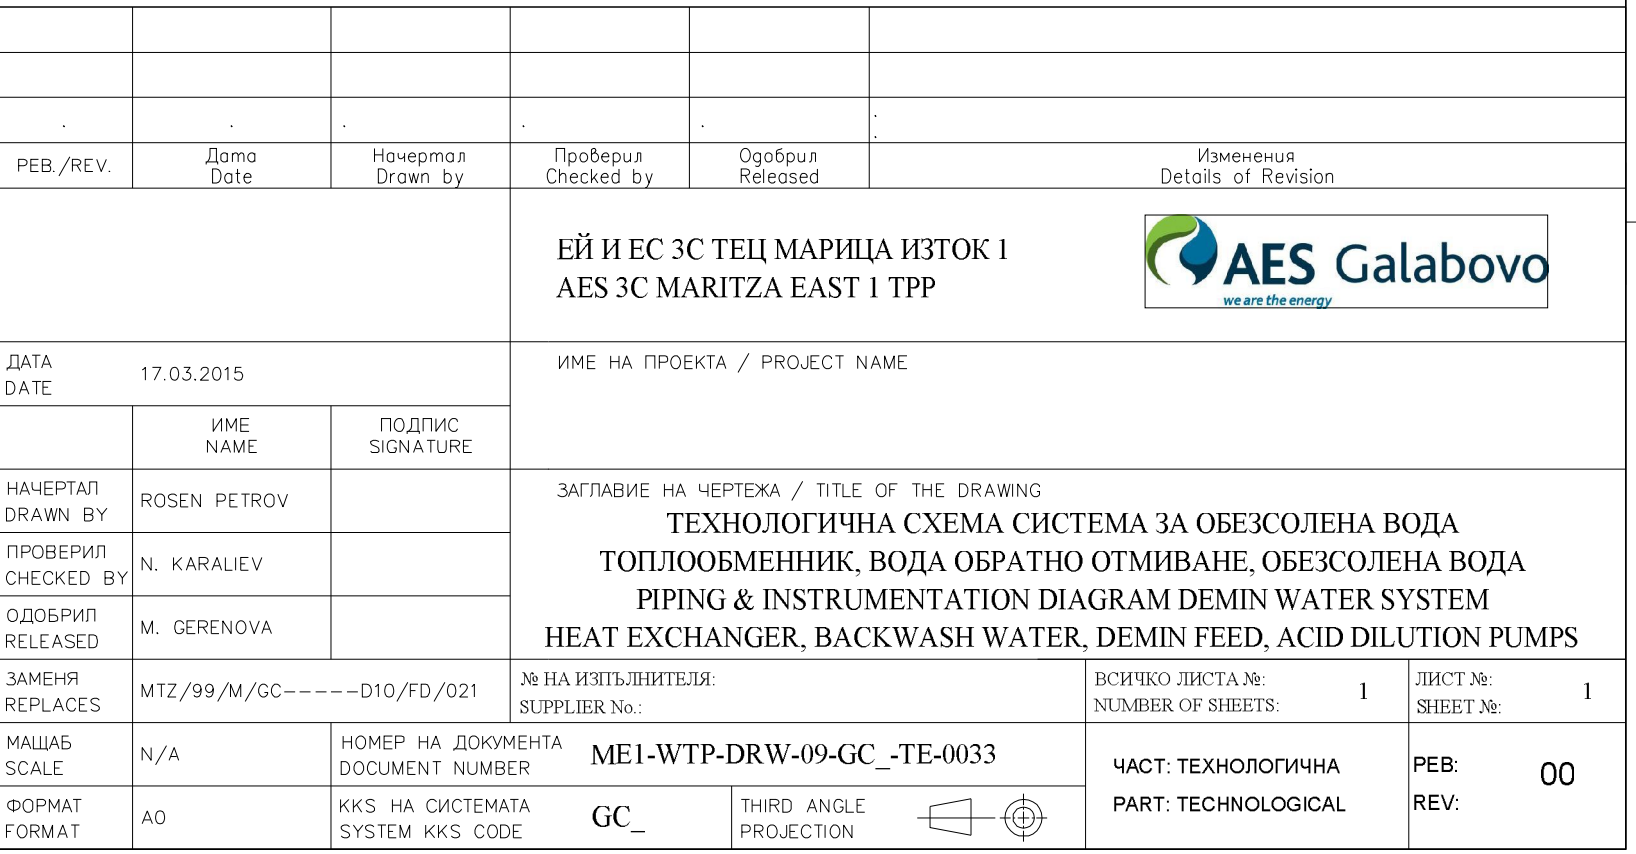 РЕВ./REV.
Дата
Date
Начертал
Drawn by
Проверил
Checked by
Одобрил
Released
Изменения
Details of Revision
ЕЙ И ЕС 3С ТЕЦ МАРИЦА ИЗТОК 1
AES 3C MARITZA EAST 1 TPP
AES Galabovo
we are the energy
ДАТА
DATE
17.03.2015
ИМЕ НА ПРОЕКТА / PROJECT NAME
ИМЕ
NAME
ПОДПИС
SIGNATURE
НАЧЕРТАЛ
DRAWN BY
ROSEN PETROV
ПРОВЕРИЛ
CHECKED BY
N. KARALIEV
ОДОБРИЛ
RELEASED
M. GERENOVA
ЗАГЛАВИЕ НА ЧЕРТЕЖА / TITLE OF THE DRAWING
ТЕХНОЛОГИЧНА СХЕМА СИСТЕМА ЗА ОБЕЗСОЛЕНА ВОДА
ТОПЛООБМЕННИК, ВОДА ОБРАТНО ОТМИВАНЕ, ОБЕЗСОЛЕНА ВОДА
PIPING & INSTRUMENTATION DIAGRAM DEMIN WATER SYSTEM
HEAT EXCHANGER, BACKWASH WATER, DEMIN FEED, ACID DILUTION PUMPS
ЗАМЕНЯ
REPLACES
MTZ/99/M/GC-----D10/FD/021
№ НА ИЗПЪЛНИТЕЛЯ:
SUPPLIER No.:
ВСИЧКО ЛИСТА №:
NUMBER OF SHEETS:
1
ЛИСТ №:
SHEET №:
1
МАЩАБ
SCALE
N/A
НОМЕР НА ДОКУМЕНТА
DOCUMENT NUMBER
ME1-WTP-DRW-09-GC_-TE-0033
ЧАСТ: ТЕХНОЛОГИЧНА
PART: TECHNOLOGICAL
РЕВ:
REV:
00
ФОРМАТ
FORMAT
A0
KKS НА СИСТЕМАТА
SYSTEM KKS CODE
GC_
THIRD ANGLE
PROJECTION